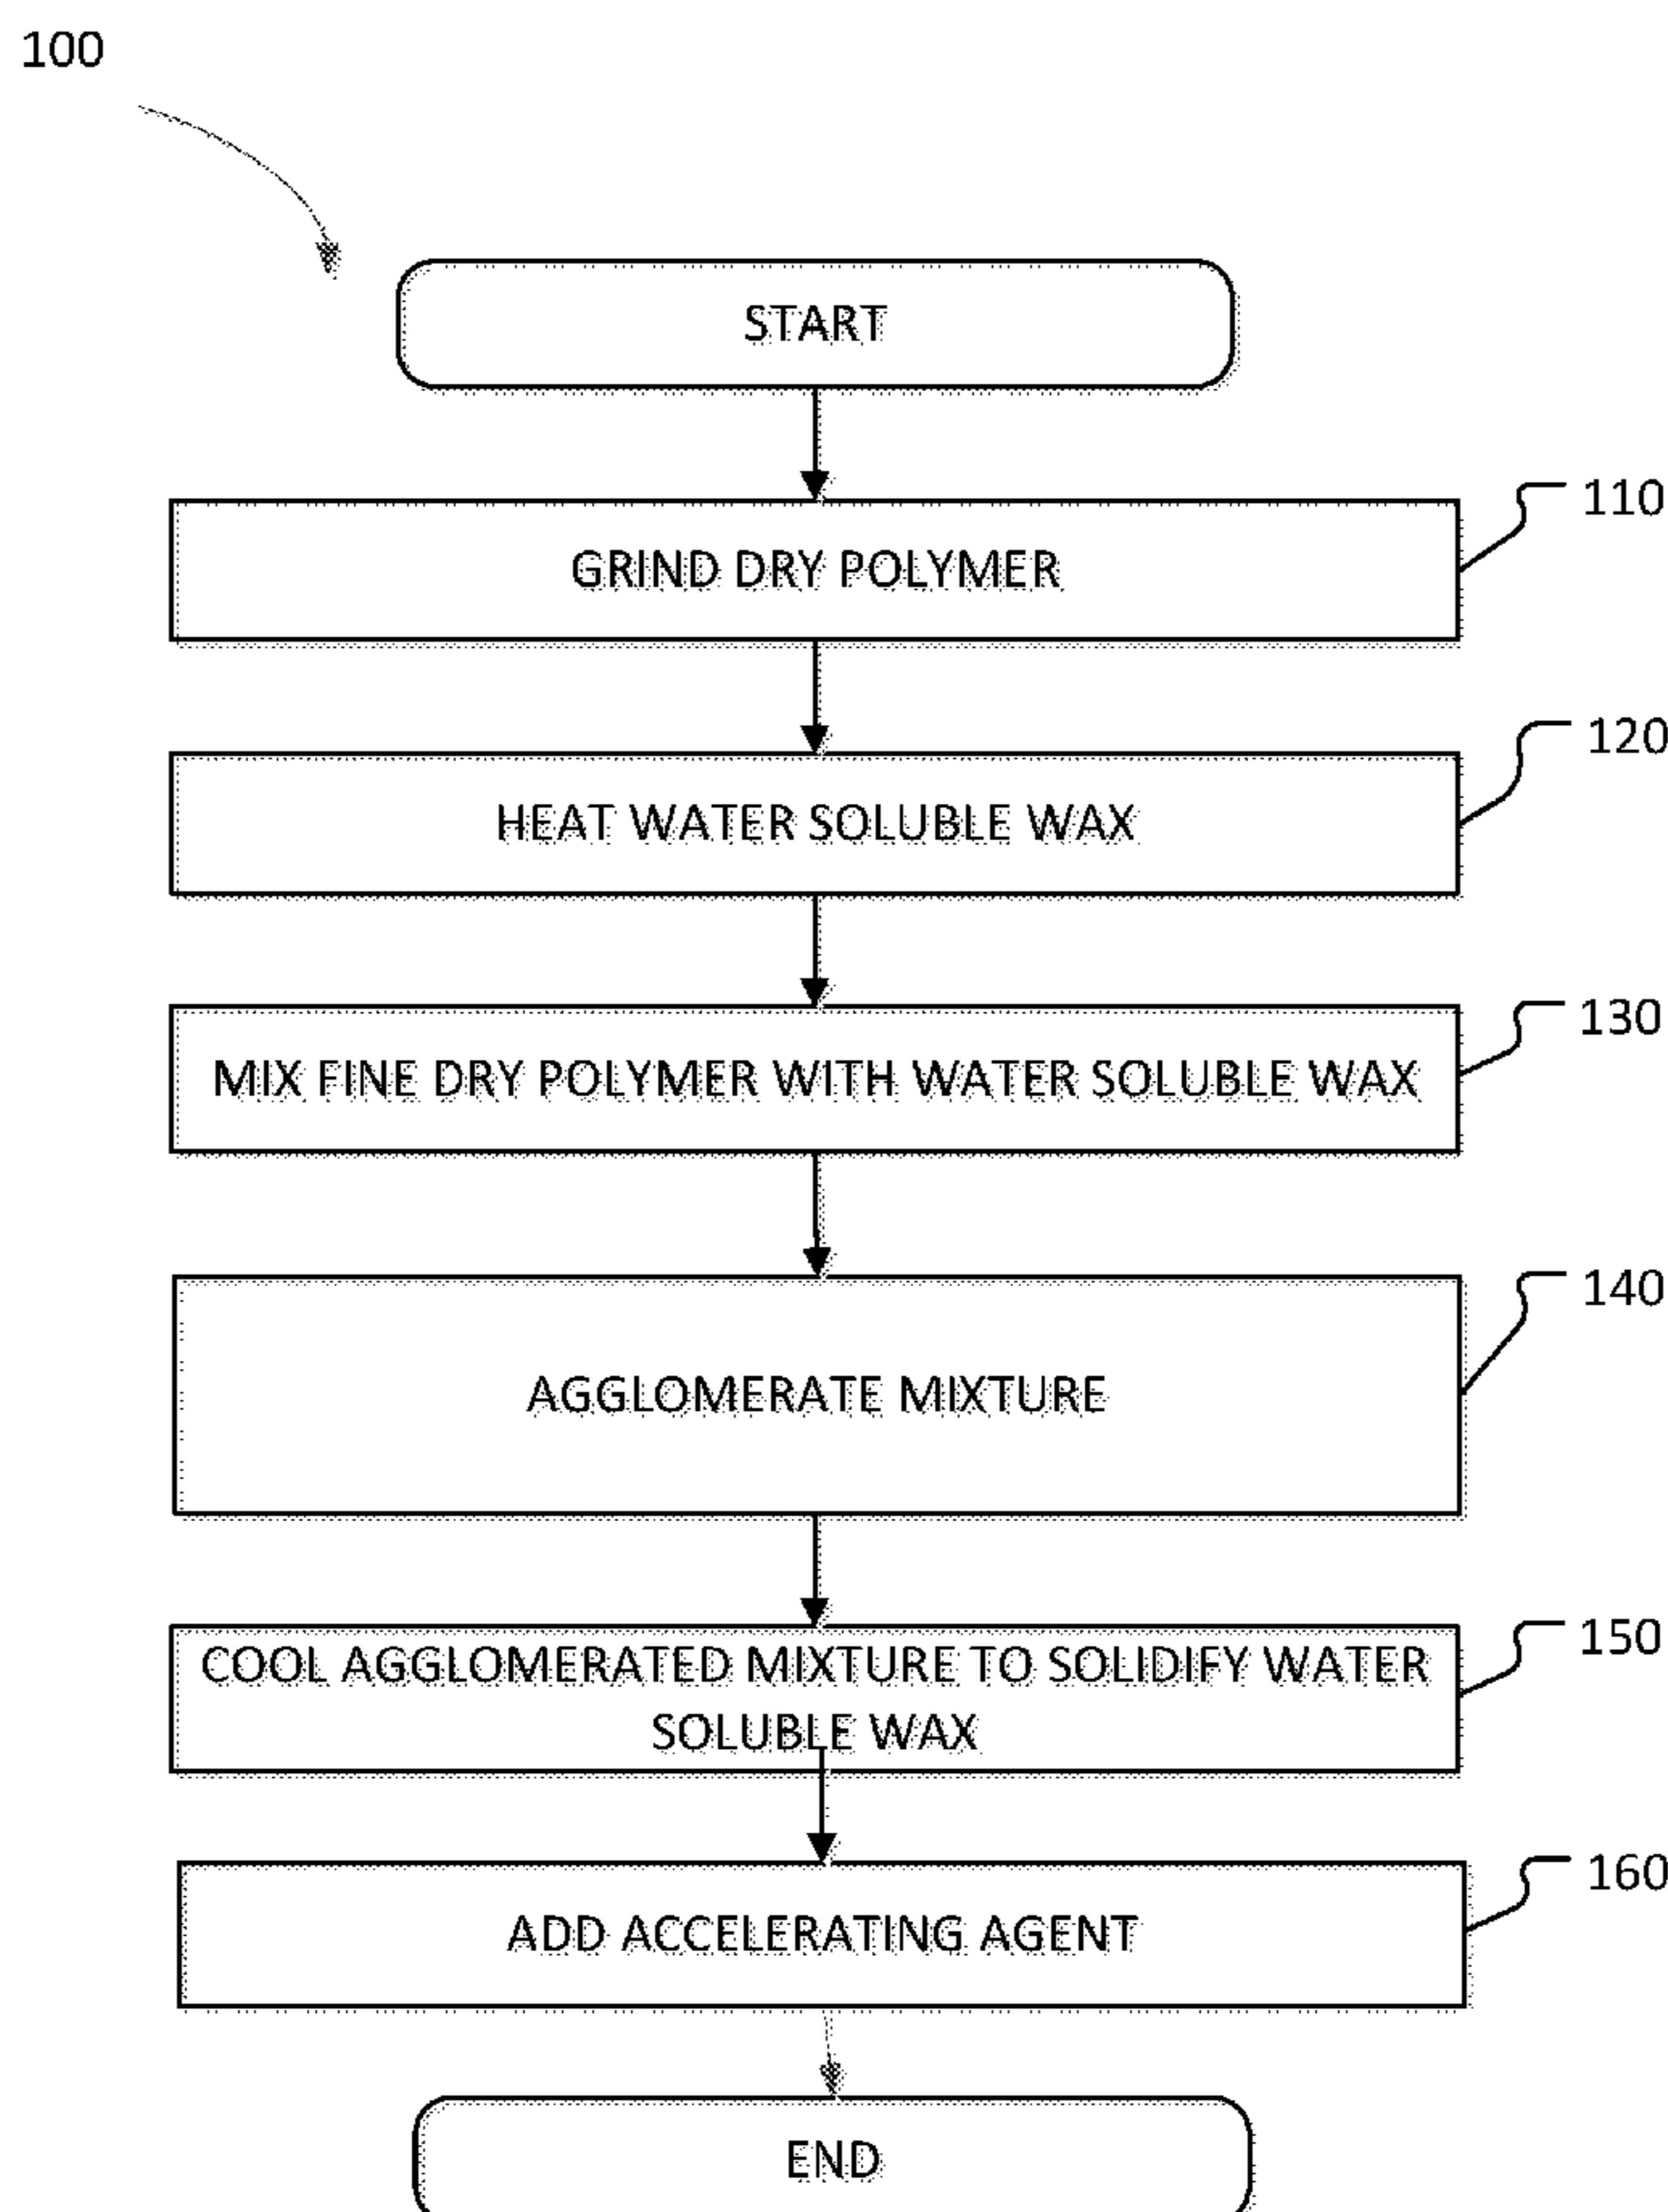 100
START
110
GRIND DRY POLYMER
120
HEAT WATER SOLUBLE WAX
130
MIX FINE DRY POLYMER WITH WATER SOLUBLE WAX
140
AGGLOMERATE MIXTURE
150
COOL AGGLOMERATED MIXTURE TO SOLIDIFY WATER
SOLUBLE WAX
160
ADD ACCELERATING AGENT
END